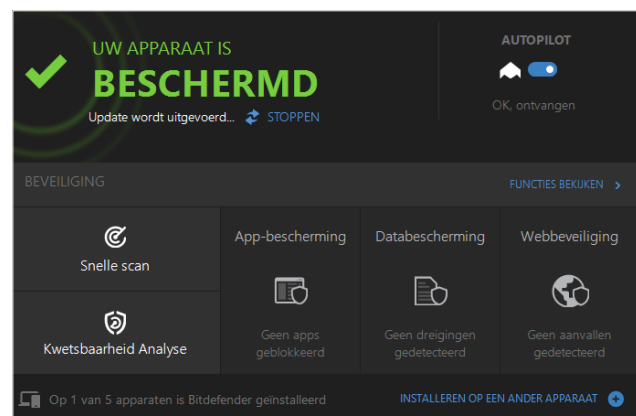 UW APPARAAT IS
BESCHERMD
Update wordt uitgevoerd... STOPPEN
AUTOPILOT
OK, ontvangen
BEVEILIGING
FUNCTIES BEKIJKEN
Snelle scan
Kwetsbaarheid Analyse
App-bescherming
Geen apps
geblokkeerd
Databescherming
Geen dreigingen
gedetecteerd
Webbeveiliging
Geen aanvallen
gedetecteerd
Op 1 van 5 apparaten is Bitdefender geïnstalleerd
INSTALLEREN OP EEN ANDER APPARAAT